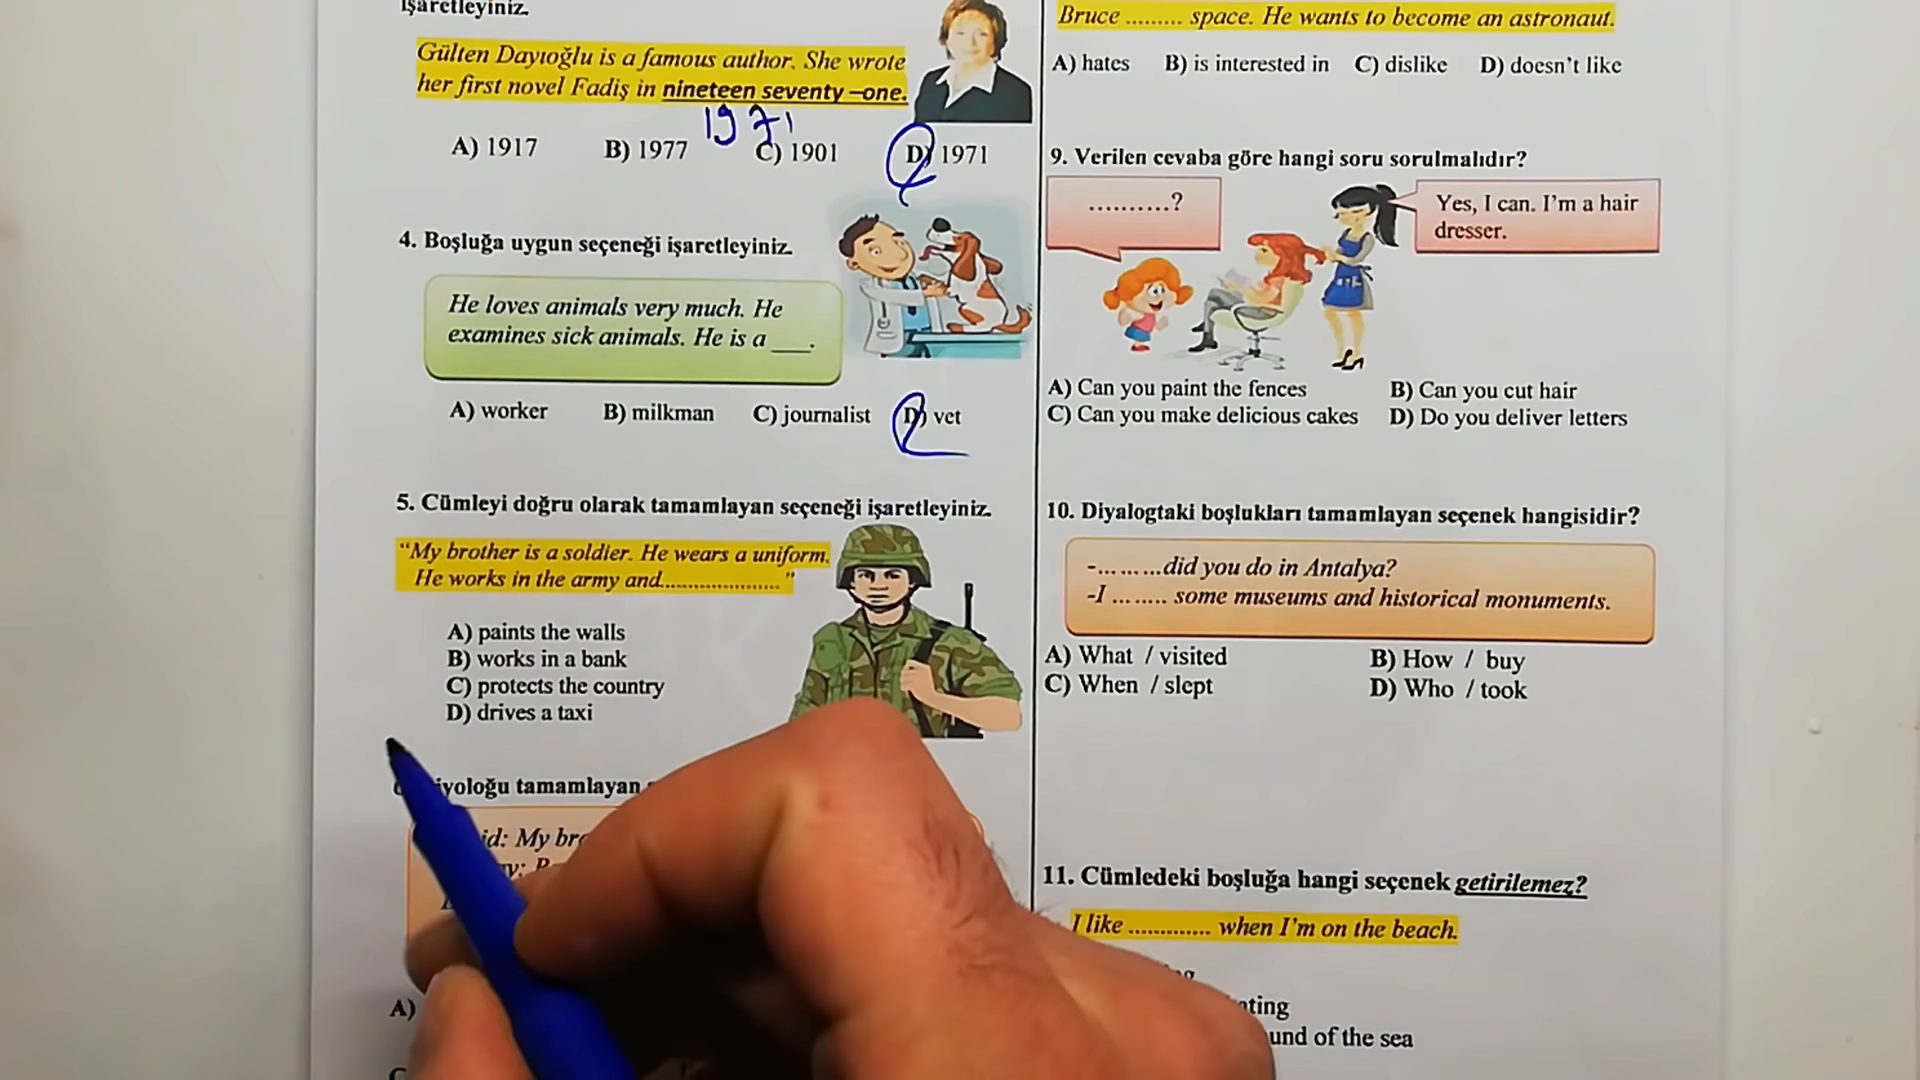 işaretleyiniz.
Gülten Dayıoğlu is a famous author. She wrote
her first novel Fadiş in nineteen seventy –one.
1971
A) 1917 B) 1977 C) 1901 D) 1971
4. Boşluğa uygun seçeneği işaretleyiniz.
He loves animals very much. He
examines sick animals. He is a ___.
A) worker B) milkman C) journalist D) vet
5. Cümleyi doğru olarak tamamlayan seçeneği işaretleyiniz.
“My brother is a soldier. He wears a uniform.
He works in the army and..................... ”
A) paints the walls
B) works in a bank
C) protects the country
D) drives a taxi
tamamlayan
My
A)
Bruce ......... space. He wants to become an astronaut.
A) hates B) is interested in C) dislike D) doesn’t like
9. Verilen cevaba göre hangi soru sorulmalıdır?
..........?
Yes, I can. I’m a hair
dresser.
A) Can you paint the fences B) Can you cut hair
C) Can you make delicious cakes D) Do you deliver letters
10. Diyalogtaki boşlukları tamamlayan seçenek hangisidir?
-... ... ...did you do in Antalya?
-I ... ..... some museums and historical monuments.
A) What / visited B) How / buy
C) When / slept D) Who / took
11. Cümledeki boşluğa hangi seçenek getirilemez?
I like ............. when I’m on the beach.
of the sea